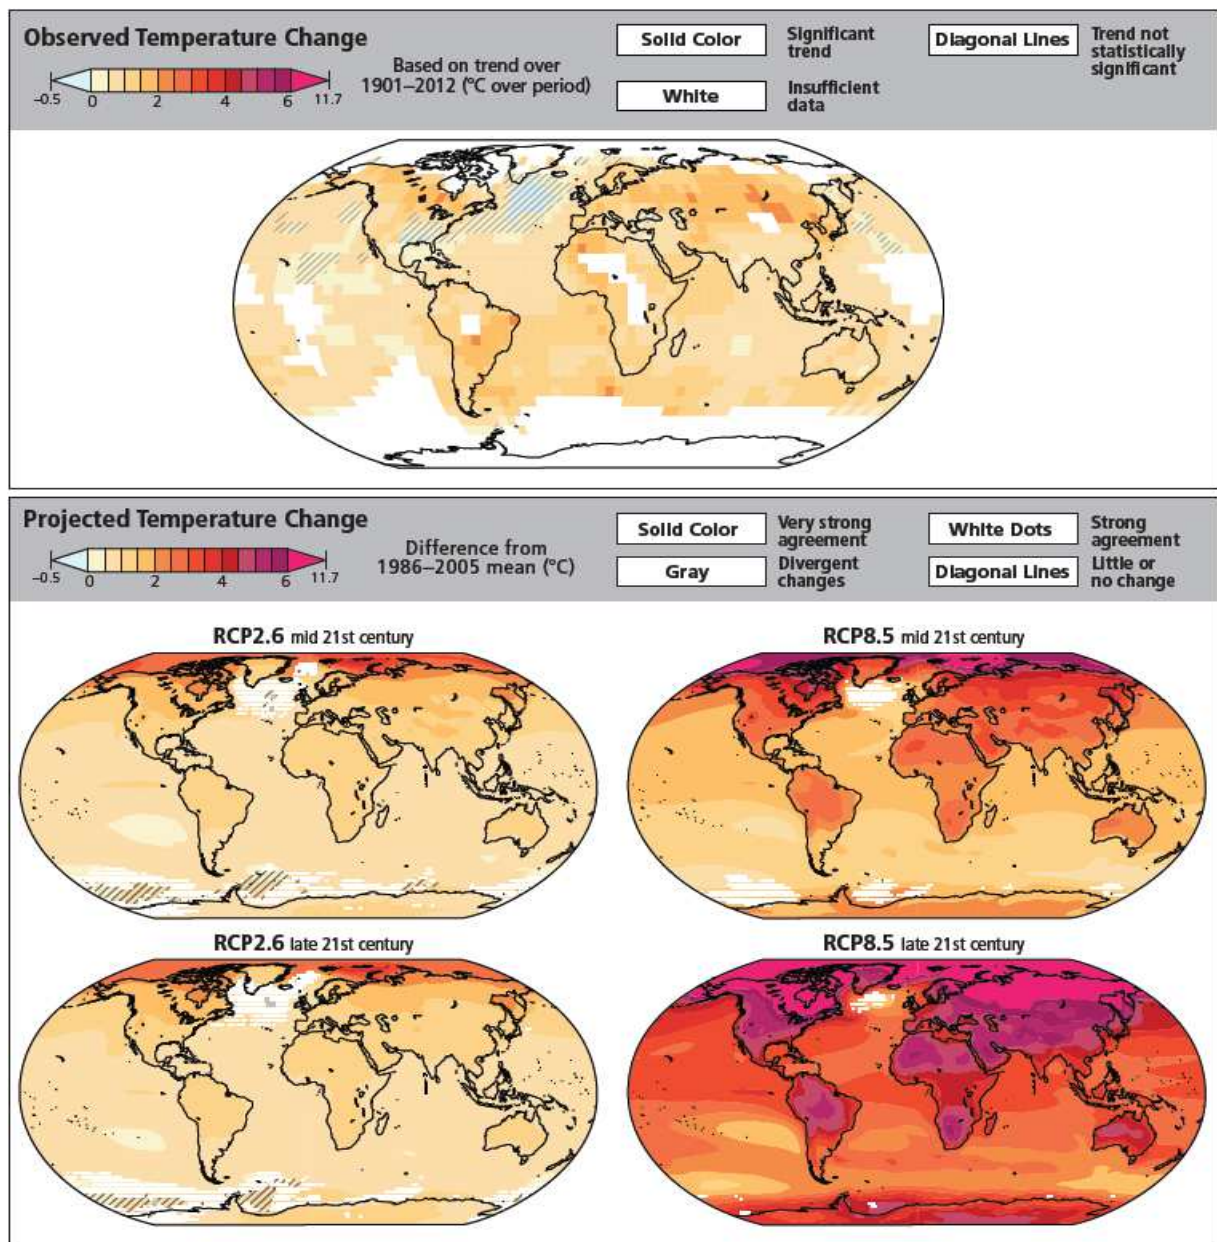 Observed Temperature Change
−0.5 0 2 4 6 11.7
Based on trend over
1901–2012 (°C over period)
Solid Color
Significant
trend
White
Insufficient
data
Diagonal Lines
Trend not
statistically
significant
Projected Temperature Change
−0.5 0 2 4 6 11.7
Difference from
1986–2005 mean (°C)
Solid Color
Very strong
agreement
Gray
Divergent
changes
White Dots
Strong
agreement
Diagonal Lines
Little or
no change
RCP2.6 mid 21st century
RCP8.5 mid 21st century
RCP2.6 late 21st century
RCP8.5 late 21st century